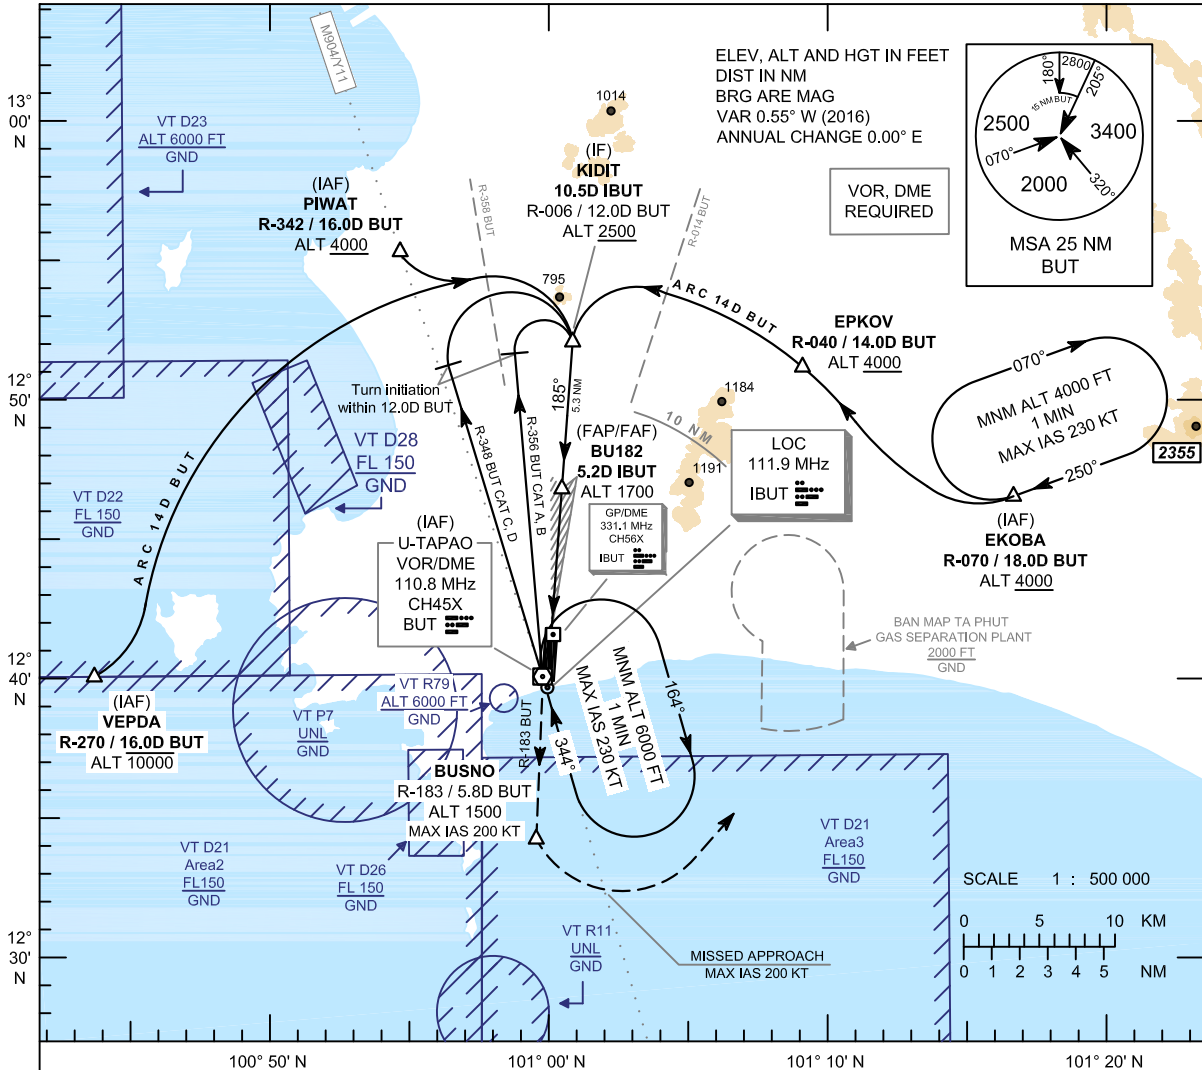 ELEV, ALT AND HGT IN FEET
DIST IN NM
BRG ARE MAG
VAR 0.55° W (2016)
ANNUAL CHANGE 0.00° E
VOR, DME
REQUIRED
180°
2800
205°
15 NM BUT
2500
3400
070°
2000
320°
MSA 25 NM
BUT
M904/Y11
13°
00'
N
VT D23
ALT 6000 FT
GND
(IAF)
PIWAT
R-342 / 16.0D BUT
ALT 4000
1014
(IF)
KIDIT
10.5D IBUT
R-006 / 12.0D BUT
ALT 2500
R-358 BUT
R-014 BUT
795
ARC 14D BUT
EPKOV
R-040 / 14.0D BUT
ALT 4000
070°
MNM ALT 4000 FT
1 MIN
MAX IAS 230 KT
250°
2355
(IAF)
EKOBA
R-070 / 18.0D BUT
ALT 4000
12°
50'
N
Turn initiation
within 12.0D BUT
185°
5.3 NM
1184
10 NM
1191
VT D28
FL 150
GND
VT D22
FL 150
GND
ARC 14D BUT
R-348 BUT CAT C, D
R-356 BUT CAT A, B
(FAP/FAF)
BU182
5.2D IBUT
ALT 1700
LOC
111.9 MHz
IBUT
GP/DME
331.1 MHz
CH56X
IBUT
(IAF)
U-TAPAO
VOR/DME
110.8 MHz
CH45X
BUT
BAN MAP TA PHUT
GAS SEPARATION PLANT
2000 FT
GND
12°
40'
N
(IAF)
VEPDA
R-270 / 16.0D BUT
ALT 10000
VT P7
UNL
GND
VT R79
ALT 6000 FT
GND
R-183 BUT
344°
MAX IAS 230 KT
1 MIN
MNM ALT 6000 FT
164°
BUSNO
R-183 / 5.8D BUT
ALT 1500
MAX IAS 200 KT
VT D21
Area2
FL150
GND
VT D26
FL 150
GND
VT D21
Area3
FL150
GND
SCALE 1 : 500 000
0 5 10 KM
0 1 2 3 4 5 NM
VT R11
UNL
GND
MISSED APPROACH
MAX IAS 200 KT
12°
30'
N
100° 50' N
101° 00' N
101° 10' N
101° 20' N